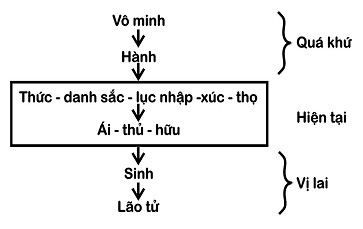 Vô minh
Quá khứ
Hành
Thức - danh sắc - lục nhập -xúc - thọ
Hiện tại
Ái - thủ - hữu
Sinh
Vị lai
Lão tử